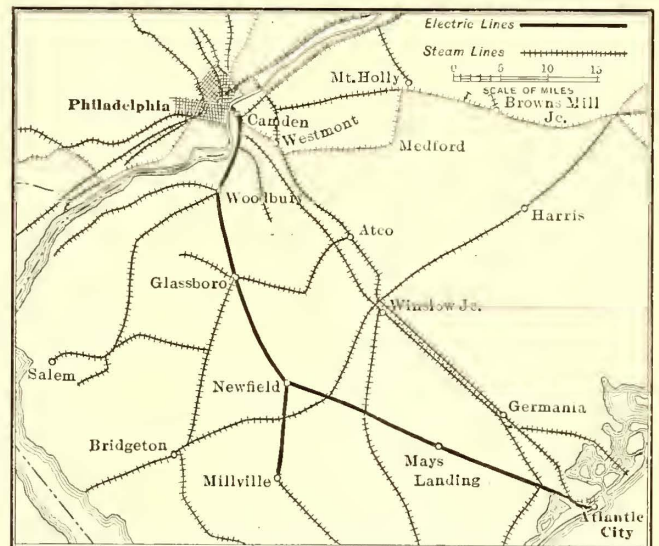 Electric Lines
Steam Lines
0 5 10 15
SCALE OF MILES
Mt. Holly
Browns Mill
Jc.
Philadelphia
Camden
Westmont
Medford
Woodbury
Harris
Atco
Glassboro
Winslow Jc.
Salem
Newfield
Germania
Bridgeton
Mays
Landing
Millville
Atlantic
City